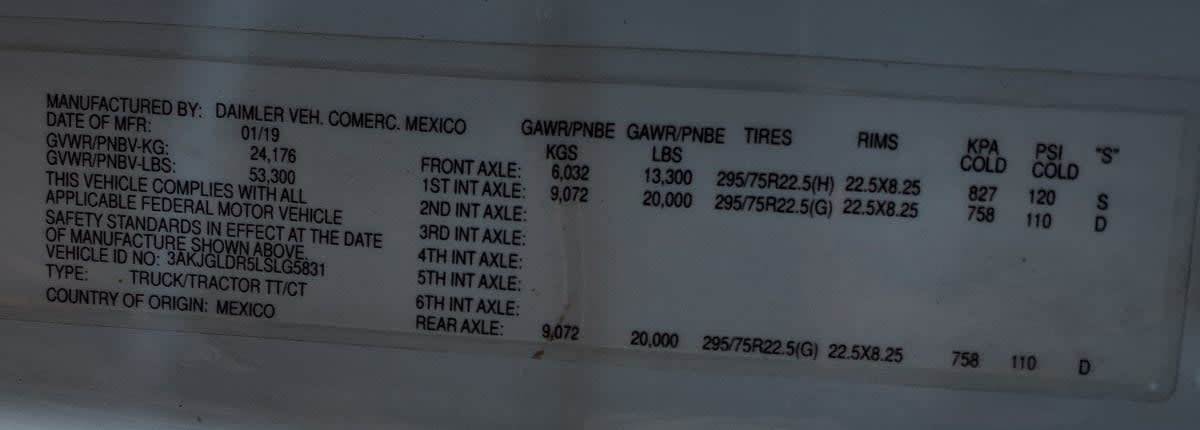 MANUFACTURED BY: DAIMLER VEH. COMERC. MEXICO
DATE OF MFR: 01/19
GVWR/PNBV-KG: 24,176
GVWR/PNBV-LBS: 53,300
THIS VEHICLE COMPLIES WITH ALL
APPLICABLE FEDERAL MOTOR VEHICLE
SAFETY STANDARDS IN EFFECT AT THE DATE
OF MANUFACTURE SHOWN ABOVE.
VEHICLE ID NO: 3AKJGLDR5LSLG5831
TYPE: TRUCK/TRACTOR TT/CT
COUNTRY OF ORIGIN: MEXICO
GAWR/PNBE GAWR/PNBE TIRES RIMS KPA PSI "S"
KGS LBS COLD COLD
FRONT AXLE: 6,032 13,300 295/75R22.5(H) 22.5X8.25 827 120 S
1ST INT AXLE: 9,072 20,000 295/75R22.5(G) 22.5X8.25 758 110 D
2ND INT AXLE:
3RD INT AXLE:
4TH INT AXLE:
5TH INT AXLE:
6TH INT AXLE:
REAR AXLE: 9,072 20,000 295/75R22.5(G) 22.5X8.25 758 110 D